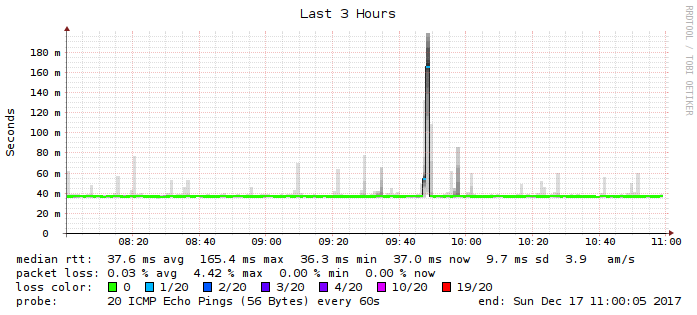 Last 3 Hours
RRDTOOL / TOBI OETIKER
Seconds
180 m
160 m
140 m
120 m
100 m
80 m
60 m
40 m
20 m
0
08:20 08:40 09:00 09:20 09:40 10:00 10:20 10:40 11:00
median rtt: 37.6 ms avg 165.4 ms max 36.3 ms min 37.0 ms now 9.7 ms sd 3.9 am/s
packet loss: 0.03 % avg 4.42 % max 0.00 % min 0.00 % now
loss color: 0 1/20 2/20 3/20 4/20 10/20 19/20
probe: 20 ICMP Echo Pings (56 Bytes) every 60s end: Sun Dec 17 11:00:05 2017